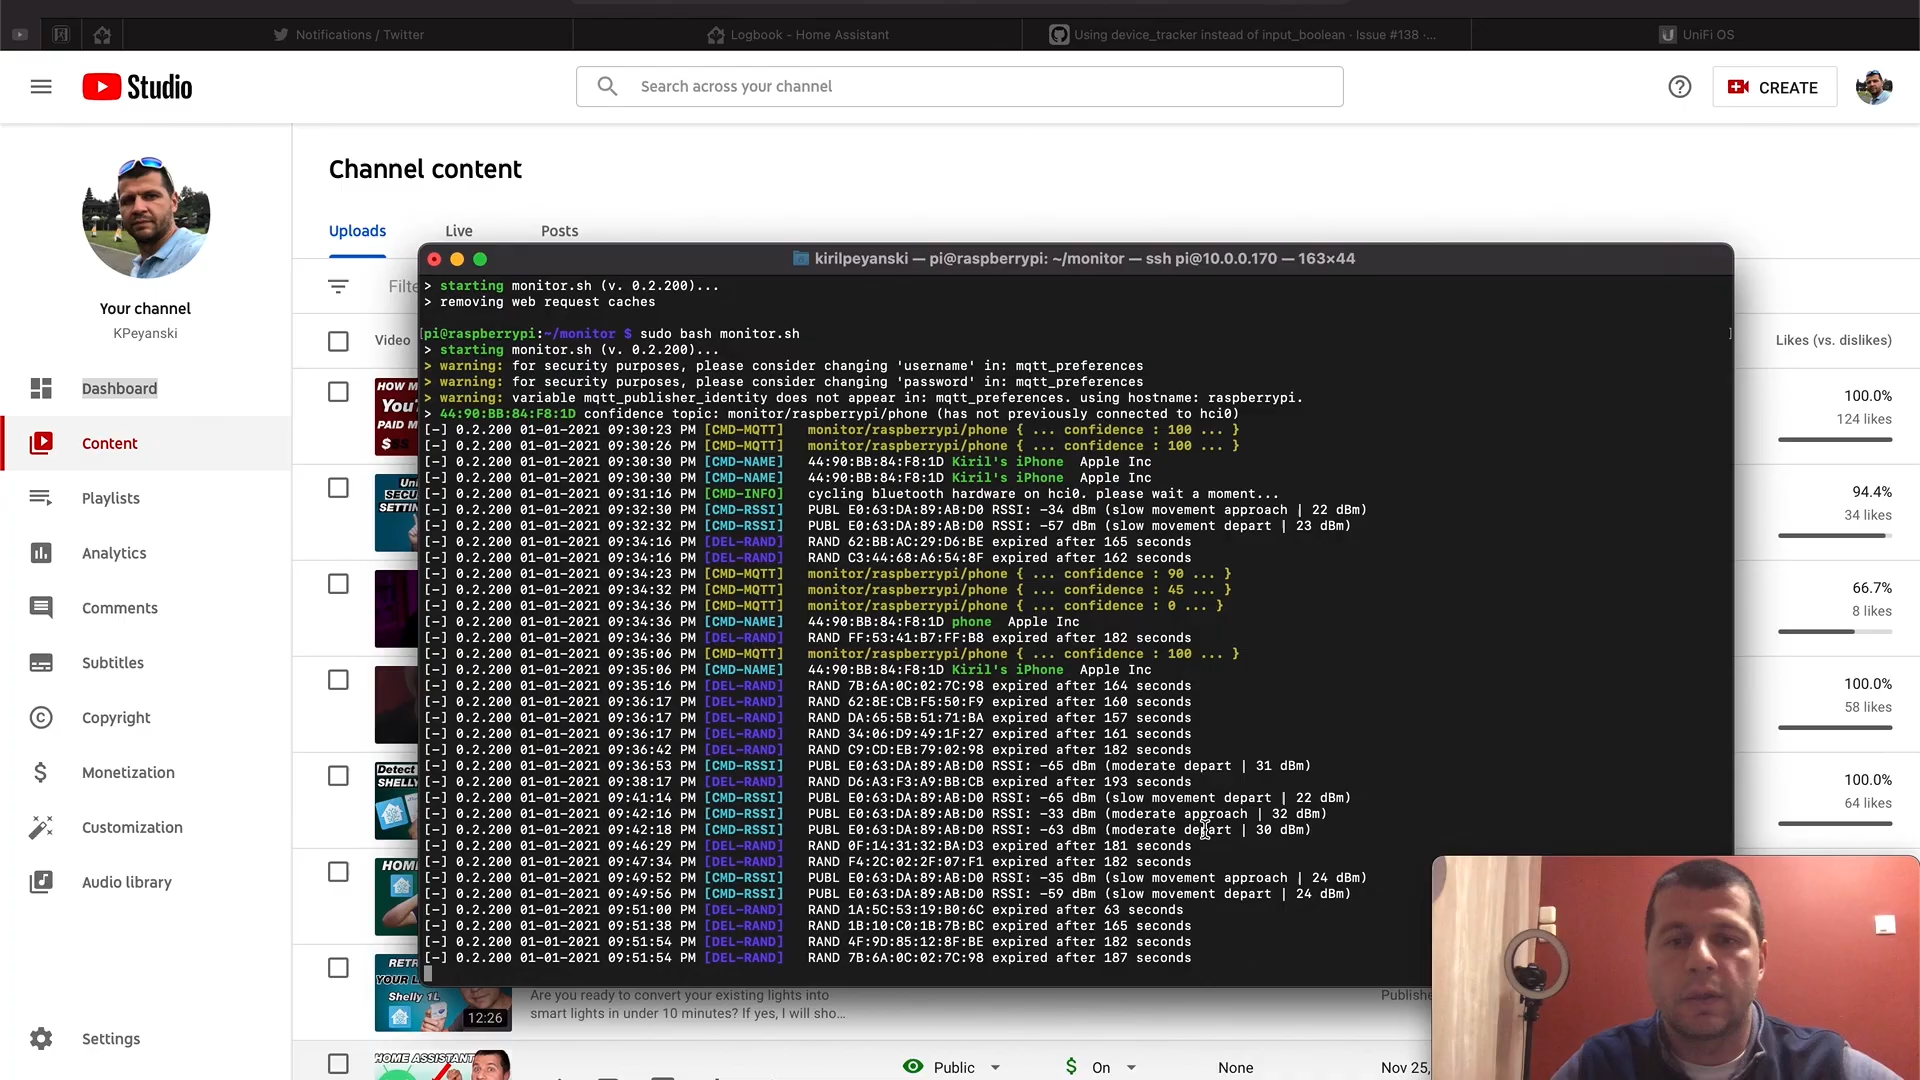 Notifications / Twitter
Logbook – Home Assistant
Using device_tracker instead of input_boolean · Issue #138 ·...
UniFi OS
Studio
Search across your channel
CREATE
Channel content
Uploads
Live
Posts
Your channel
KPeyanski
Dashboard
Content
Playlists
Analytics
Comments
Subtitles
Copyright
Monetization
Customization
Audio library
Settings
Filte
Video
Likes (vs. dislikes)
100.0%
124 likes
94.4%
34 likes
66.7%
8 likes
100.0%
58 likes
100.0%
64 likes
kirilpeyanski — pi@raspberrypi: ~/monitor — ssh pi@10.0.0.170 — 163×44
> starting monitor.sh (v. 0.2.200)...
> removing web request caches
[pi@raspberrypi:~/monitor $ sudo bash monitor.sh ]
> starting monitor.sh (v. 0.2.200)...
> warning: for security purposes, please consider changing 'username' in: mqtt_preferences
> warning: for security purposes, please consider changing 'password' in: mqtt_preferences
> warning: variable mqtt_publisher_identity does not appear in: mqtt_preferences. using hostname: raspberrypi.
> 44:90:BB:84:F8:1D confidence topic: monitor/raspberrypi/phone (has not previously connected to hci0)
[-] 0.2.200 01-01-2021 09:30:23 PM [CMD-MQTT] monitor/raspberrypi/phone { ... confidence : 100 ... }
[-] 0.2.200 01-01-2021 09:30:26 PM [CMD-MQTT] monitor/raspberrypi/phone { ... confidence : 100 ... }
[-] 0.2.200 01-01-2021 09:30:30 PM [CMD-NAME] 44:90:BB:84:F8:1D Kiril's iPhone Apple Inc
[-] 0.2.200 01-01-2021 09:30:30 PM [CMD-NAME] 44:90:BB:84:F8:1D Kiril's iPhone Apple Inc
[-] 0.2.200 01-01-2021 09:31:16 PM [CMD-INFO] cycling bluetooth hardware on hci0. please wait a moment...
[-] 0.2.200 01-01-2021 09:32:30 PM [CMD-RSSI] PUBL E0:63:DA:89:AB:D0 RSSI: -34 dBm (slow movement approach | 22 dBm)
[-] 0.2.200 01-01-2021 09:32:32 PM [CMD-RSSI] PUBL E0:63:DA:89:AB:D0 RSSI: -57 dBm (slow movement depart | 23 dBm)
[-] 0.2.200 01-01-2021 09:34:16 PM [DEL-RAND] RAND 62:BB:AC:29:D6:BE expired after 165 seconds
[-] 0.2.200 01-01-2021 09:34:16 PM [DEL-RAND] RAND C3:44:68:A6:54:8F expired after 162 seconds
[-] 0.2.200 01-01-2021 09:34:23 PM [CMD-MQTT] monitor/raspberrypi/phone { ... confidence : 90 ... }
[-] 0.2.200 01-01-2021 09:34:32 PM [CMD-MQTT] monitor/raspberrypi/phone { ... confidence : 45 ... }
[-] 0.2.200 01-01-2021 09:34:36 PM [CMD-MQTT] monitor/raspberrypi/phone { ... confidence : 0 ... }
[-] 0.2.200 01-01-2021 09:34:36 PM [CMD-NAME] 44:90:BB:84:F8:1D phone Apple Inc
[-] 0.2.200 01-01-2021 09:34:36 PM [DEL-RAND] RAND FF:53:41:B7:FF:B8 expired after 182 seconds
[-] 0.2.200 01-01-2021 09:35:06 PM [CMD-MQTT] monitor/raspberrypi/phone { ... confidence : 100 ... }
[-] 0.2.200 01-01-2021 09:35:06 PM [CMD-NAME] 44:90:BB:84:F8:1D Kiril's iPhone Apple Inc
[-] 0.2.200 01-01-2021 09:35:16 PM [DEL-RAND] RAND 7B:6A:0C:02:7C:98 expired after 164 seconds
[-] 0.2.200 01-01-2021 09:36:17 PM [DEL-RAND] RAND 62:8E:CB:F5:50:F9 expired after 160 seconds
[-] 0.2.200 01-01-2021 09:36:17 PM [DEL-RAND] RAND DA:65:5B:51:71:BA expired after 157 seconds
[-] 0.2.200 01-01-2021 09:36:17 PM [DEL-RAND] RAND 34:06:D9:49:1F:27 expired after 161 seconds
[-] 0.2.200 01-01-2021 09:36:42 PM [DEL-RAND] RAND C9:CD:EB:79:02:98 expired after 182 seconds
[-] 0.2.200 01-01-2021 09:36:53 PM [CMD-RSSI] PUBL E0:63:DA:89:AB:D0 RSSI: -65 dBm (moderate depart | 31 dBm)
[-] 0.2.200 01-01-2021 09:38:17 PM [DEL-RAND] RAND D6:A3:F3:A9:BB:CB expired after 193 seconds
[-] 0.2.200 01-01-2021 09:41:14 PM [CMD-RSSI] PUBL E0:63:DA:89:AB:D0 RSSI: -65 dBm (slow movement depart | 22 dBm)
[-] 0.2.200 01-01-2021 09:42:16 PM [CMD-RSSI] PUBL E0:63:DA:89:AB:D0 RSSI: -33 dBm (moderate approach | 32 dBm)
[-] 0.2.200 01-01-2021 09:42:18 PM [CMD-RSSI] PUBL E0:63:DA:89:AB:D0 RSSI: -63 dBm (moderate depart | 30 dBm)
[-] 0.2.200 01-01-2021 09:46:29 PM [DEL-RAND] RAND 0F:14:31:32:BA:D3 expired after 181 seconds
[-] 0.2.200 01-01-2021 09:47:34 PM [DEL-RAND] RAND F4:2C:02:2F:07:F1 expired after 182 seconds
[-] 0.2.200 01-01-2021 09:49:52 PM [CMD-RSSI] PUBL E0:63:DA:89:AB:D0 RSSI: -35 dBm (slow movement approach | 24 dBm)
[-] 0.2.200 01-01-2021 09:49:56 PM [CMD-RSSI] PUBL E0:63:DA:89:AB:D0 RSSI: -59 dBm (slow movement depart | 24 dBm)
[-] 0.2.200 01-01-2021 09:51:00 PM [DEL-RAND] RAND 1A:5C:53:19:B0:6C expired after 63 seconds
[-] 0.2.200 01-01-2021 09:51:38 PM [DEL-RAND] RAND 1B:10:C0:1B:7B:BC expired after 165 seconds
[-] 0.2.200 01-01-2021 09:51:54 PM [DEL-RAND] RAND 4F:9D:85:12:8F:BE expired after 182 seconds
[-] 0.2.200 01-01-2021 09:51:54 PM [DEL-RAND] RAND 7B:6A:0C:02:7C:98 expired after 187 seconds
HOW M
You
PAID M
$
Uni
SECU
SETTIN
Detect
SHELLY
HOME
RETR
YOUR L
Shelly 1L
12:26
Are you ready to convert your existing lights into
smart lights in under 10 minutes? If yes, I will sho...
Publishe
HOME ASSISTANT
Public
On
None
Nov 25,